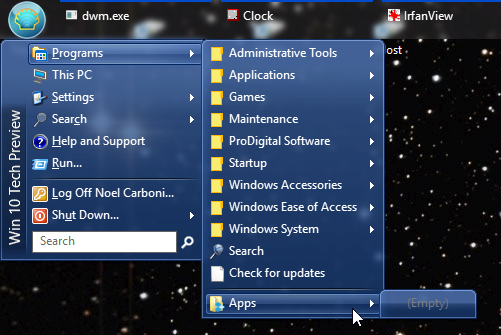 dwm.exe
Clock
IrfanView
ost
Programs
This PC
Settings
Search
Help and Support
Run...
Log Off Noel Carboni...
Shut Down...
Search
Win 10 Tech Preview
Administrative Tools
Applications
Games
Maintenance
ProDigital Software
Startup
Windows Accessories
Windows Ease of Access
Windows System
Search
Check for updates
Apps
(Empty)